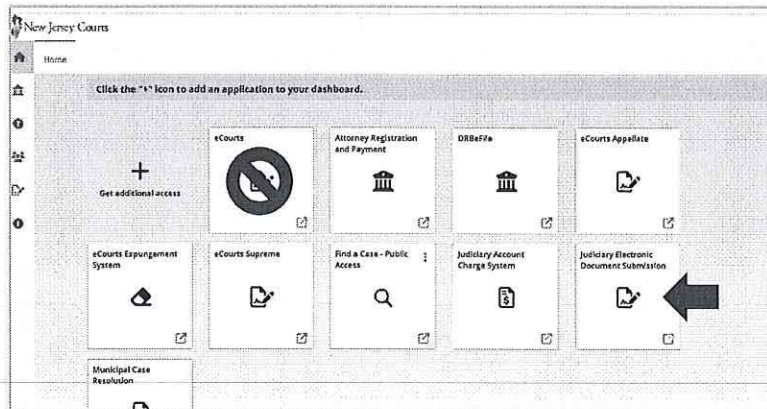 New Jersey Courts
Home
Click the "+" icon to add an application to your dashboard.
Get additional access
eCourts
Attorney Registration
and Payment
DRBeFile
eCourts Appellate
eCourts Expungement
System
eCourts Supreme
Find a Case - Public
Access
Judiciary Account
Charge System
Judiciary Electronic
Document Submission
Municipal Case
Resolution